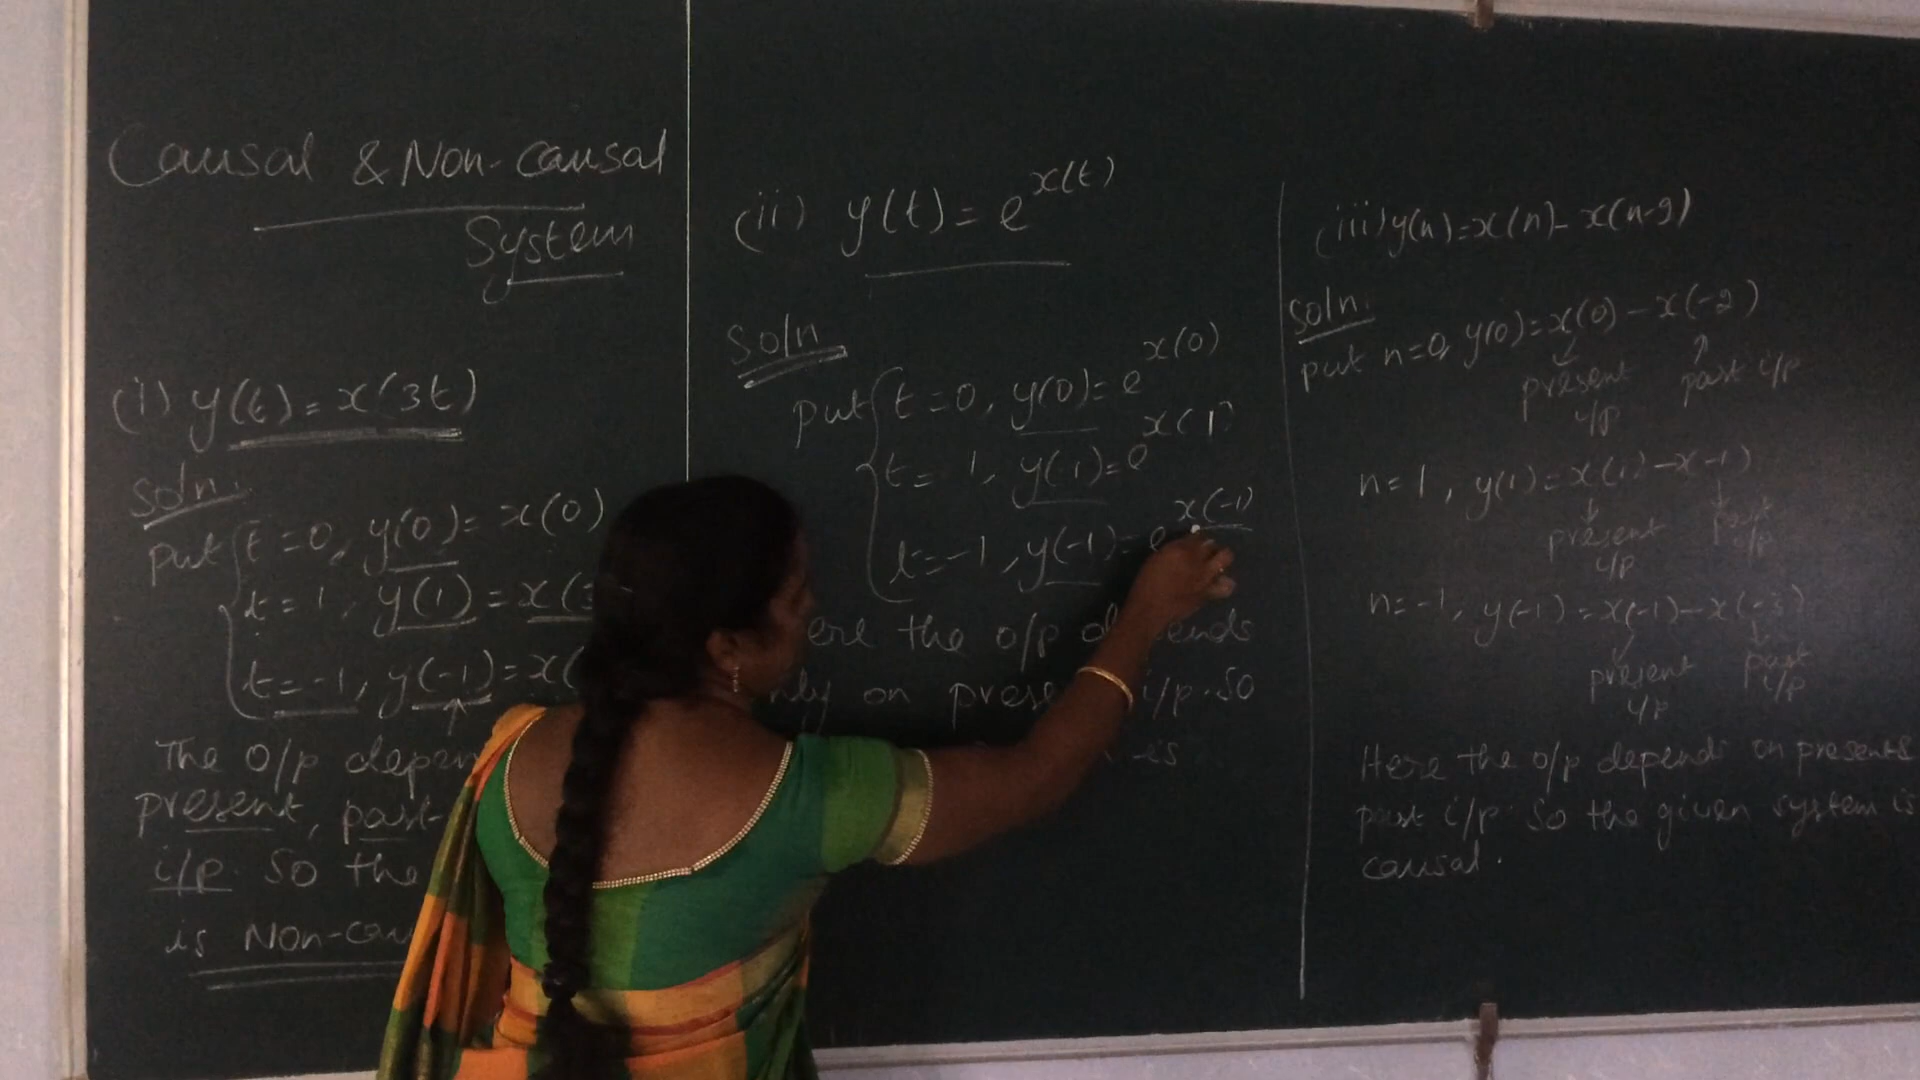 Causal & Non-causal
System
(i) y(t) = x(3t)
Soln.
put t=0, y(0) = x(0)
t = 1, y(1) = x(3
t = -1, y(-1) = x(
The o/p depen
present, past
i/p. So the
is Non-cau
(ii) y(t) = e^x(t)
Soln
put t=0, y(0) = e^x(0)
t = 1, y(1) = e^x(1)
t = -1, y(-1) = e^x(-1)
ere the o/p d ends
nly on prese i/p. So
is
(iii) y(n) = x(n) - x(n-2)
Soln.
put n=0, y(0) = x(0) - x(-2)
present i/p
past i/p
n = 1, y(1) = x(1) - x(-1)
present i/p
past i/p
n = -1, y(-1) = x(-1) - x(-3)
present i/p
past i/p
Here the o/p depends on present &
past i/p. So the given system is
causal.